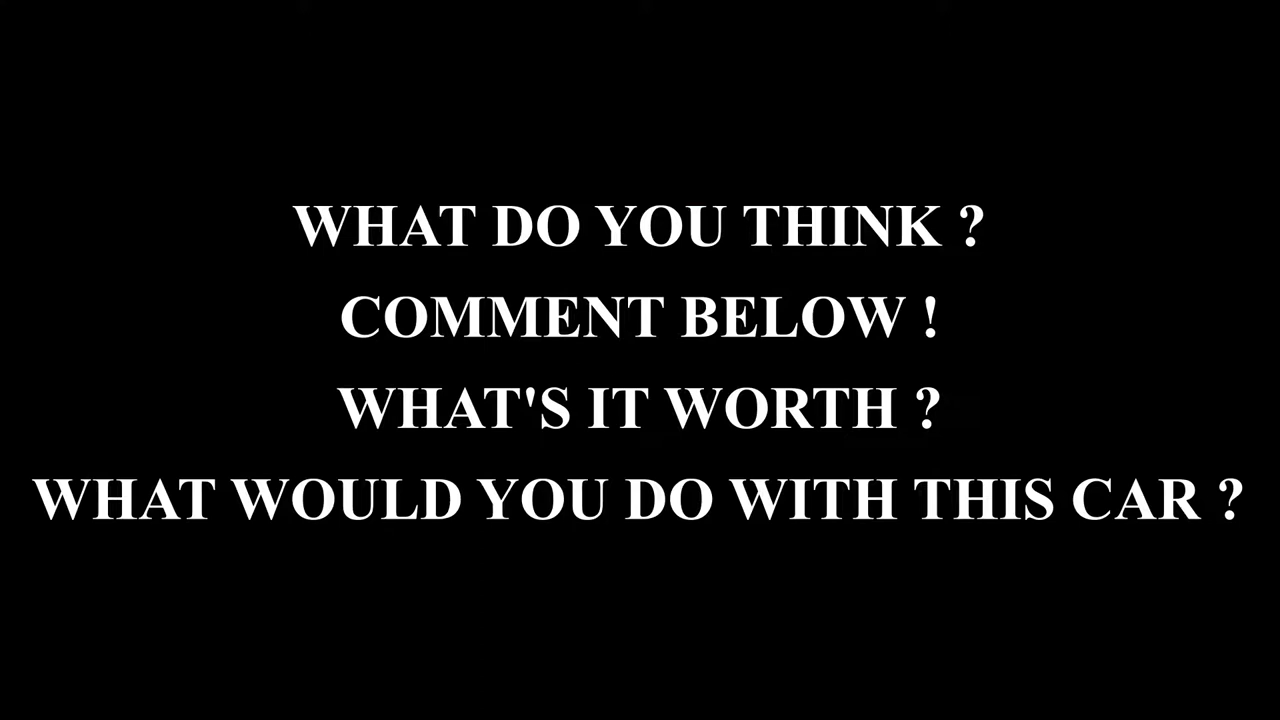 WHAT DO YOU THINK ?
COMMENT BELOW !
WHAT'S IT WORTH ?
WHAT WOULD YOU DO WITH THIS CAR ?